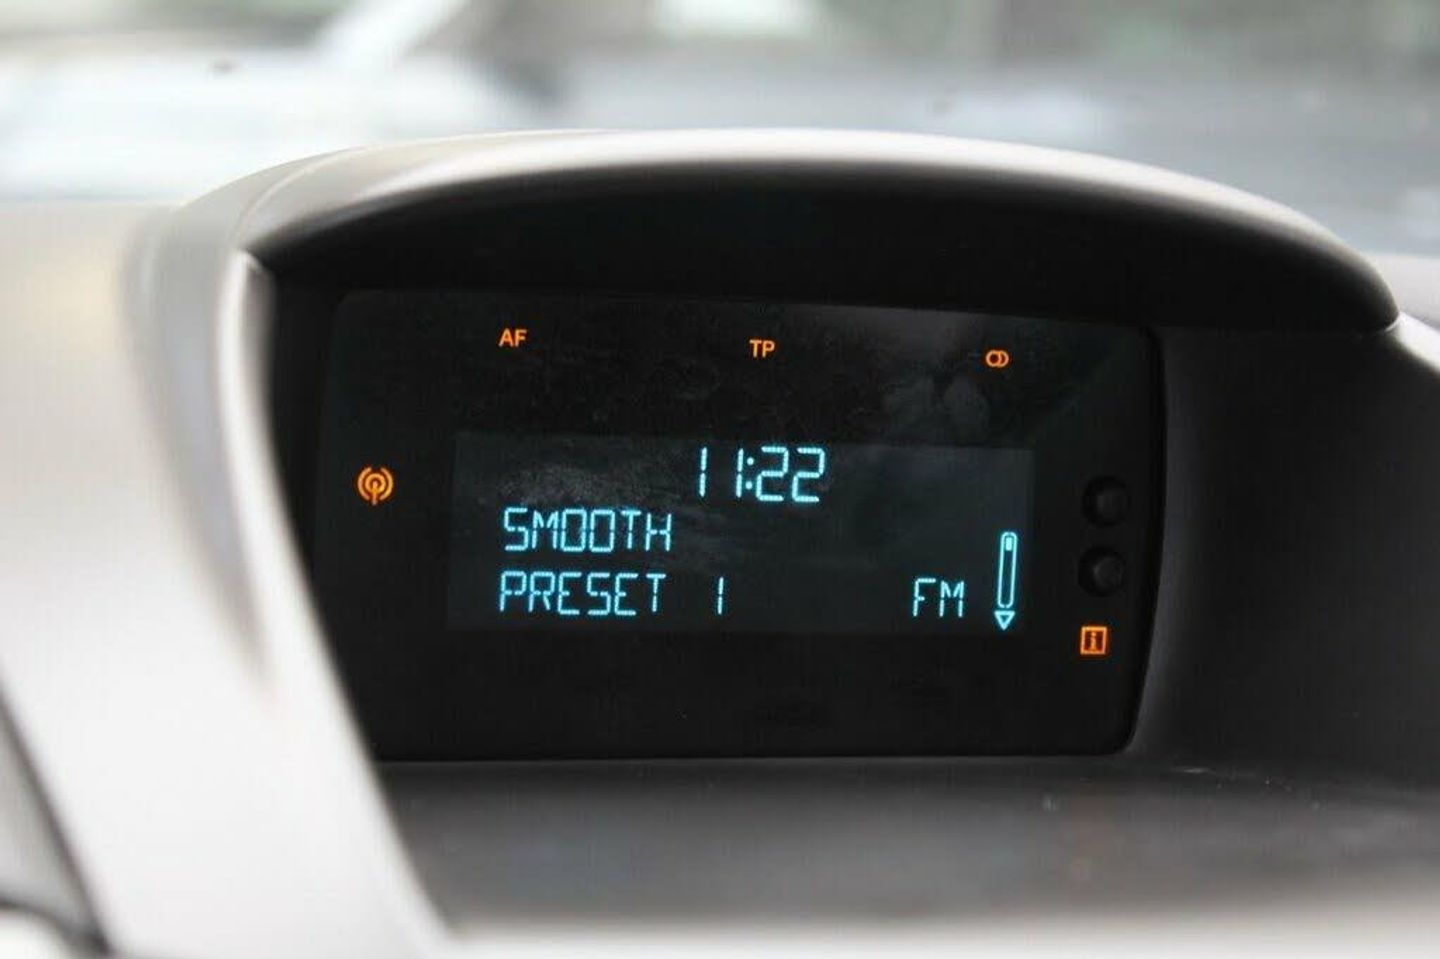 AF TP
11:22
SMOOTH
PRESET 1 FM
i